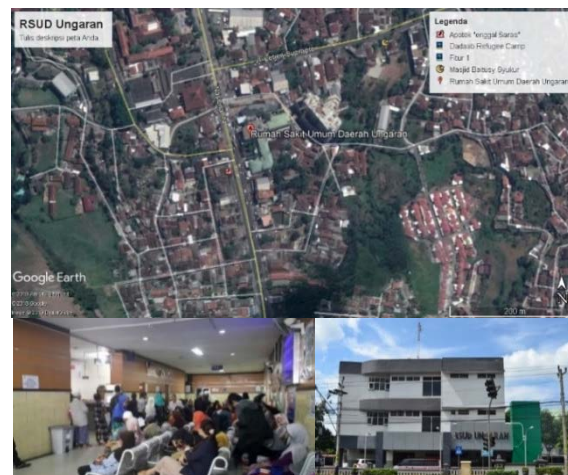 RSUD Ungaran
Tulis deskripsi peta Anda
Legenda
Apotek "enggal Saras"
Dadaab Refugee Camp
Fitur 1
Masjid Baitusy Syukur
Rumah Sakit Umum Daerah Ungaran
Rumah Sakit Umum Daerah Ungaran
Google Earth
200 m
RSUD UNGARAN